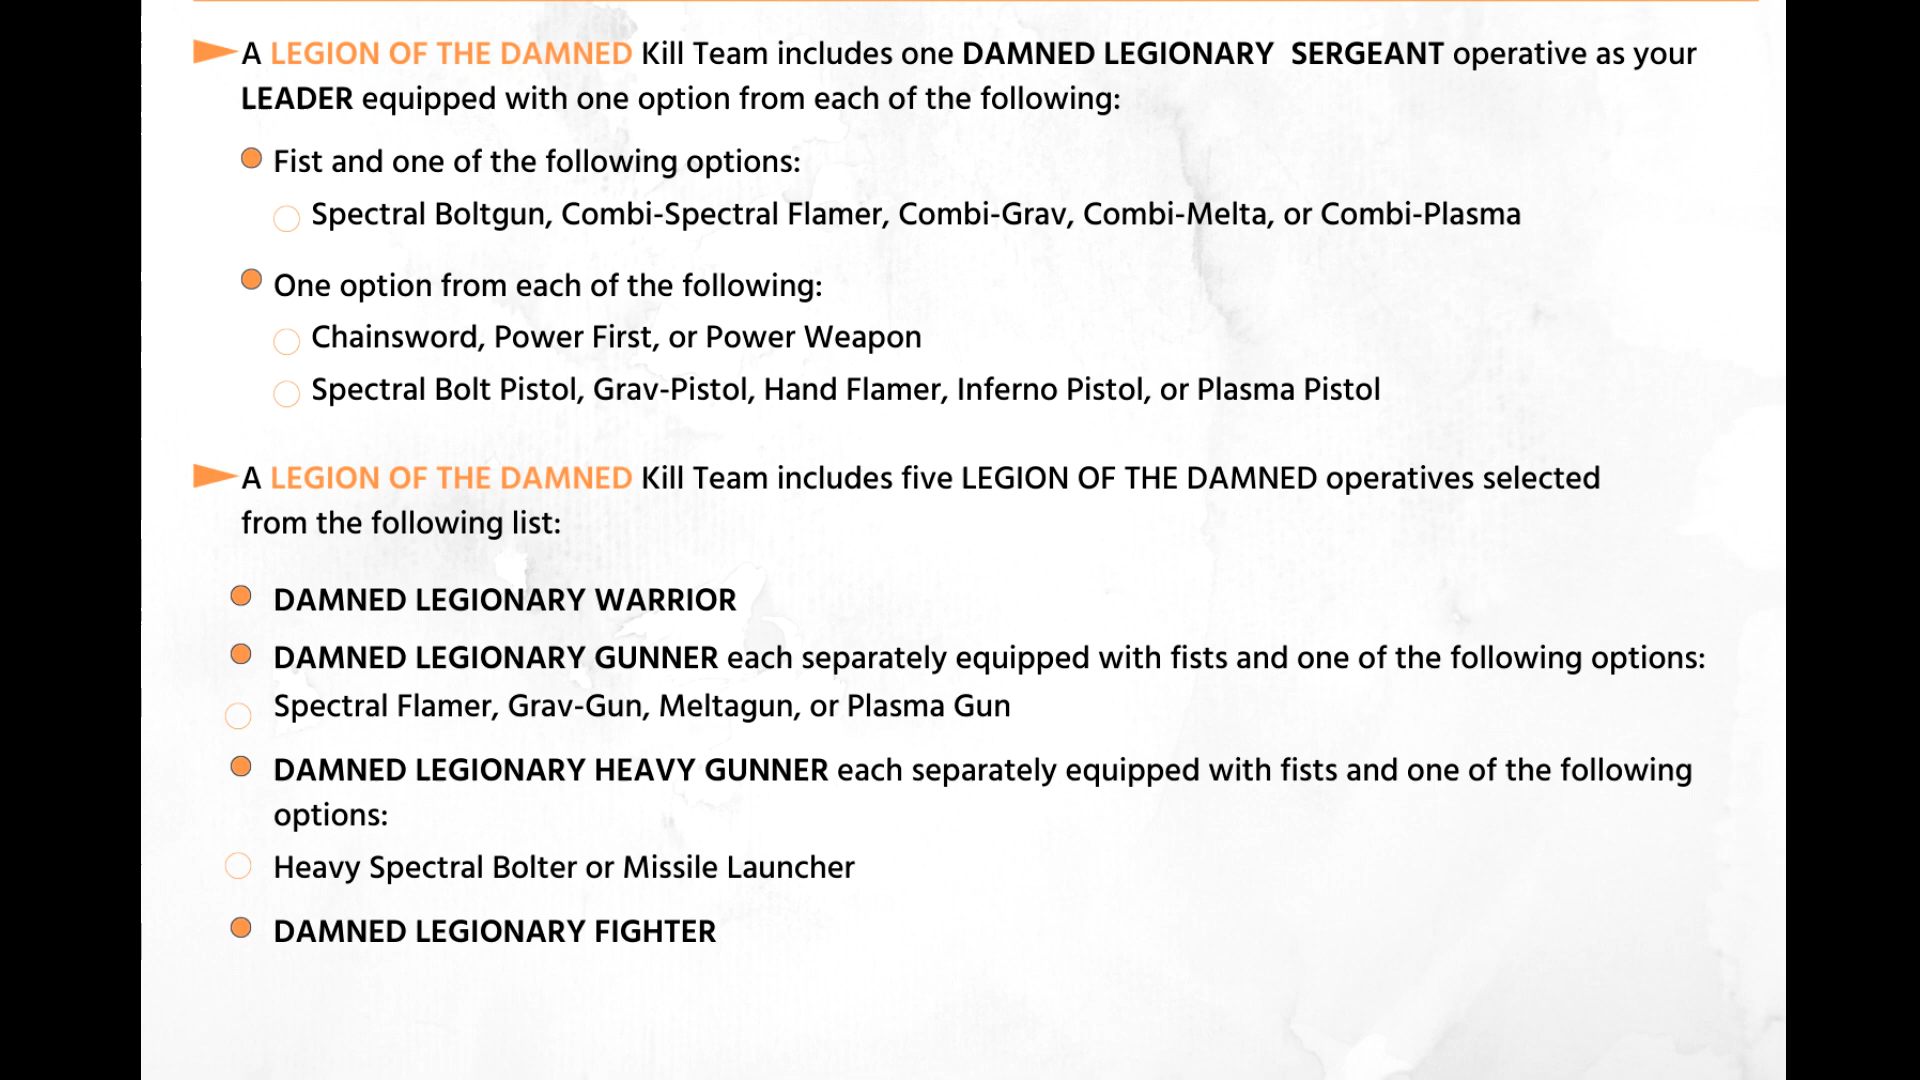 A LEGION OF THE DAMNED Kill Team includes one DAMNED LEGIONARY SERGEANT operative as your
LEADER equipped with one option from each of the following:
Fist and one of the following options:
Spectral Boltgun, Combi-Spectral Flamer, Combi-Grav, Combi-Melta, or Combi-Plasma
One option from each of the following:
Chainsword, Power First, or Power Weapon
Spectral Bolt Pistol, Grav-Pistol, Hand Flamer, Inferno Pistol, or Plasma Pistol
A LEGION OF THE DAMNED Kill Team includes five LEGION OF THE DAMNED operatives selected
from the following list:
DAMNED LEGIONARY WARRIOR
DAMNED LEGIONARY GUNNER each separately equipped with fists and one of the following options:
Spectral Flamer, Grav-Gun, Meltagun, or Plasma Gun
DAMNED LEGIONARY HEAVY GUNNER each separately equipped with fists and one of the following
options:
Heavy Spectral Bolter or Missile Launcher
DAMNED LEGIONARY FIGHTER